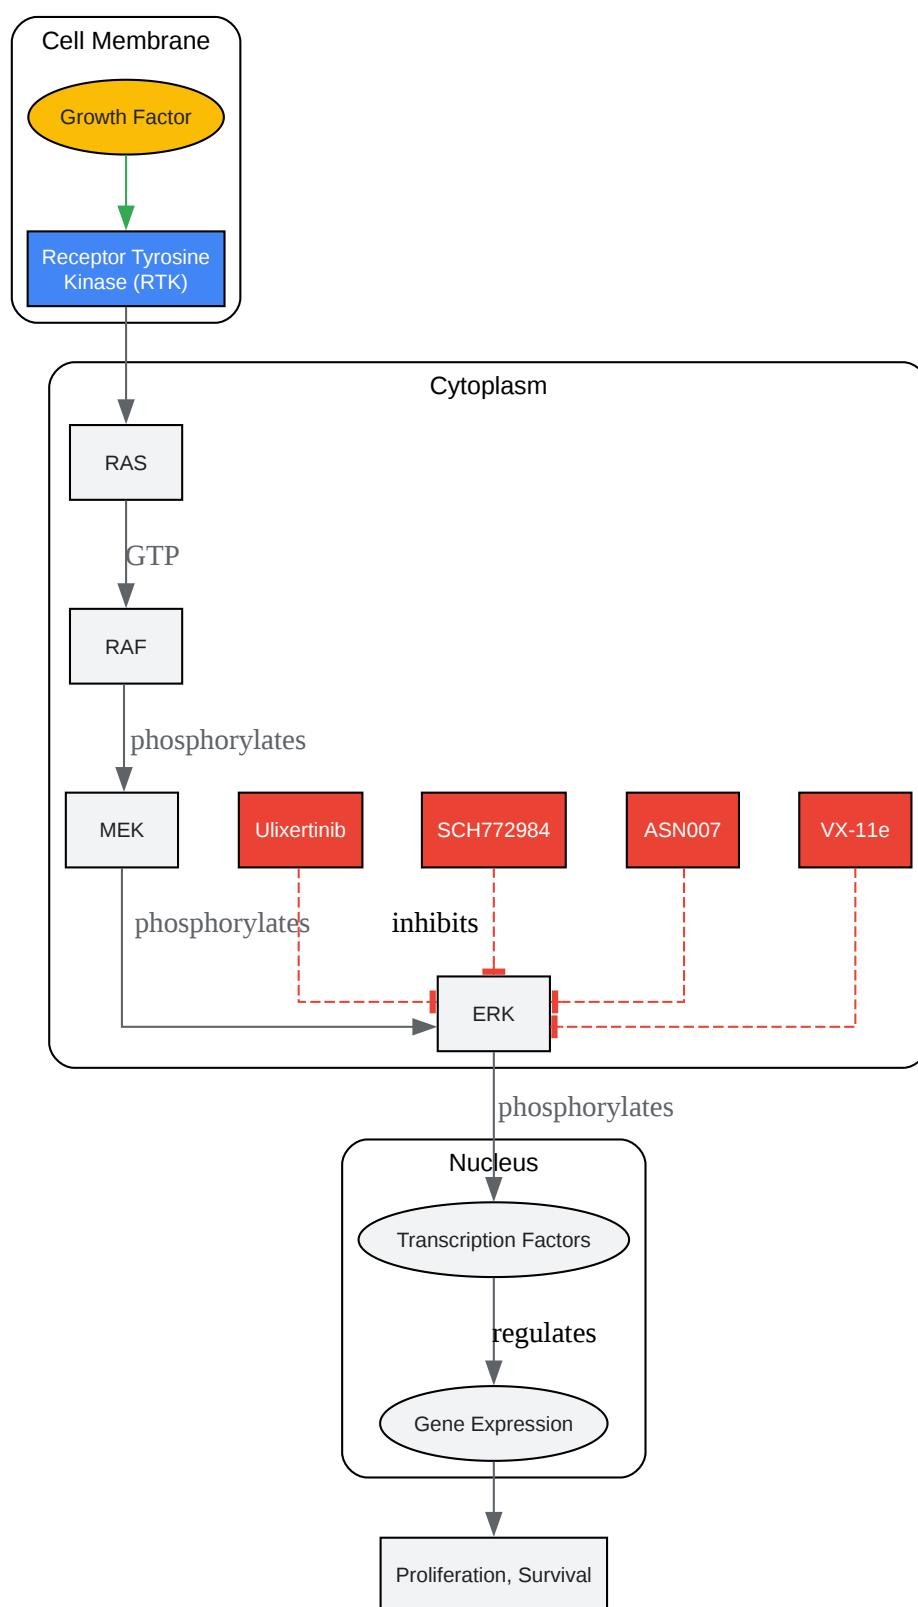 Cell Membrane
Growth Factor
Receptor Tyrosine
Kinase (RTK)
Cytoplasm
RAS
GTP
RAF
phosphorylates
MEK
Ulixertinib
SCH772984
ASN007
VX-11e
phosphorylates
inhibits
ERK
phosphorylates
Nucleus
Transcription Factors
regulates
Gene Expression
Proliferation, Survival